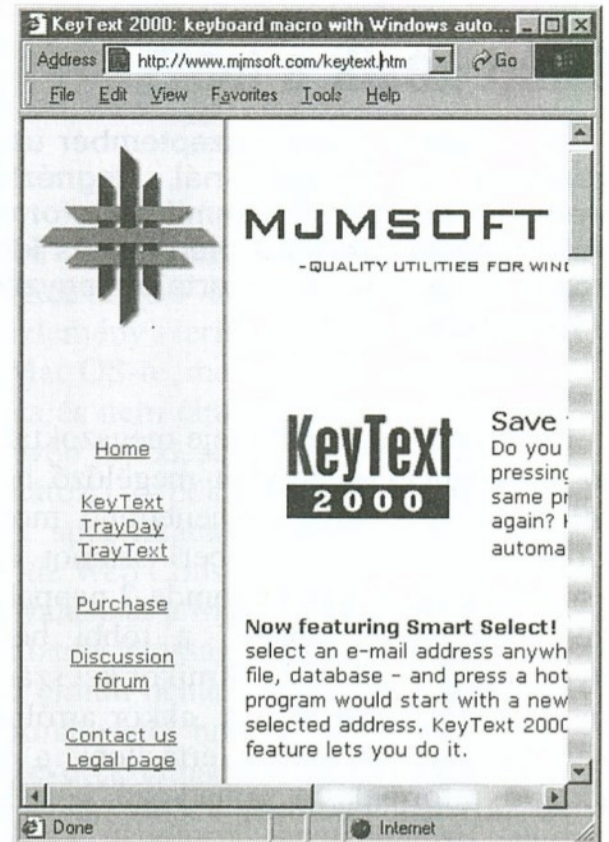 KeyText 2000: keyboard macro with Windows auto...
Address http://www.mjmsoft.com/keytext.htm Go
File Edit View Favorites Tools Help
MJMSOFT
-QUALITY UTILITIES FOR WIND
Home
KeyText
TrayDay
TrayText
Purchase
Discussion
forum
Contact us
Legal page
KeyText
2000
Save
Do you
pressing
same pr
again?
automa
Now featuring Smart Select!
select an e-mail address anywh
file, database - and press a hot
program would start with a new
selected address. KeyText 2000
feature lets you do it.
Done Internet